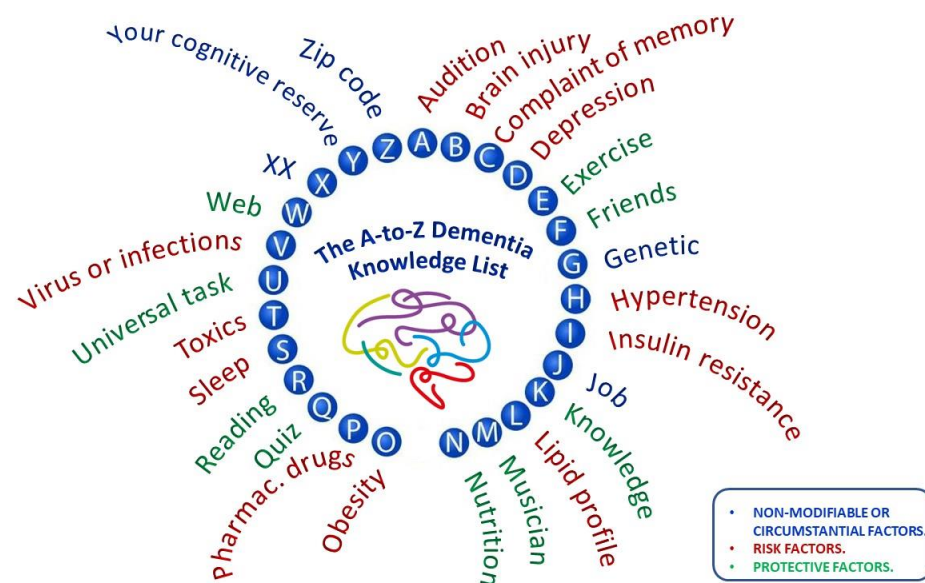 The A-to-Z Dementia
Knowledge List
A
Audition
B
Brain injury
C
Complaint of memory
D
Depression
E
Exercise
F
Friends
G
Genetic
H
Hypertension
I
Insulin resistance
J
Job
K
Knowledge
L
Lipid profile
M
Musician
N
Nutrition
O
Obesity
P
Pharmac. drugs
Q
Quiz
R
Reading
S
Sleep
T
Toxics
U
Universal task
V
Virus or infections
W
Web
X
XX
Y
Your cognitive reserve
Z
Zip code
• NON-MODIFIABLE OR
CIRCUMSTANTIAL FACTORS.
• RISK FACTORS.
• PROTECTIVE FACTORS.